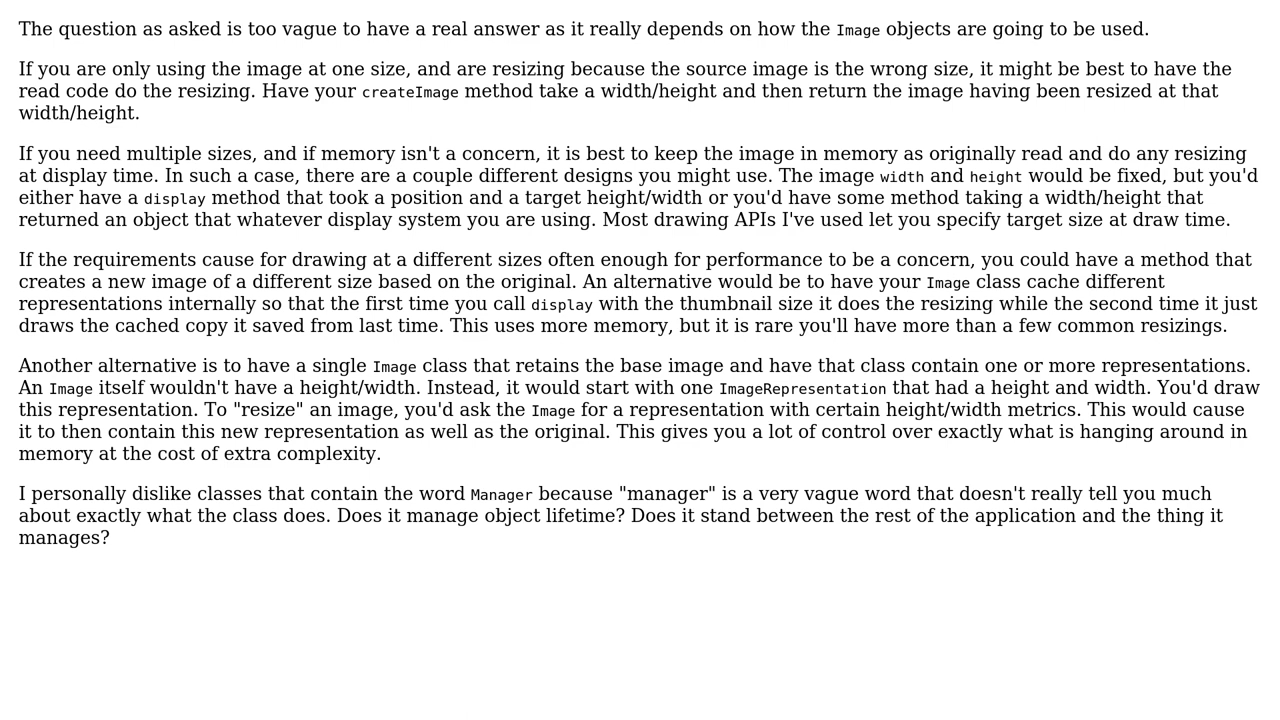 The question as asked is too vague to have a real answer as it really depends on how the Image objects are going to be used.
If you are only using the image at one size, and are resizing because the source image is the wrong size, it might be best to have the
read code do the resizing. Have your createImage method take a width/height and then return the image having been resized at that
width/height.
If you need multiple sizes, and if memory isn't a concern, it is best to keep the image in memory as originally read and do any resizing
at display time. In such a case, there are a couple different designs you might use. The image width and height would be fixed, but you'd
either have a display method that took a position and a target height/width or you'd have some method taking a width/height that
returned an object that whatever display system you are using. Most drawing APIs I've used let you specify target size at draw time.
If the requirements cause for drawing at a different sizes often enough for performance to be a concern, you could have a method that
creates a new image of a different size based on the original. An alternative would be to have your Image class cache different
representations internally so that the first time you call display with the thumbnail size it does the resizing while the second time it just
draws the cached copy it saved from last time. This uses more memory, but it is rare you'll have more than a few common resizings.
Another alternative is to have a single Image class that retains the base image and have that class contain one or more representations.
An Image itself wouldn't have a height/width. Instead, it would start with one ImageRepresentation that had a height and width. You'd draw
this representation. To "resize" an image, you'd ask the Image for a representation with certain height/width metrics. This would cause
it to then contain this new representation as well as the original. This gives you a lot of control over exactly what is hanging around in
memory at the cost of extra complexity.
I personally dislike classes that contain the word Manager because "manager" is a very vague word that doesn't really tell you much
about exactly what the class does. Does it manage object lifetime? Does it stand between the rest of the application and the thing it
manages?